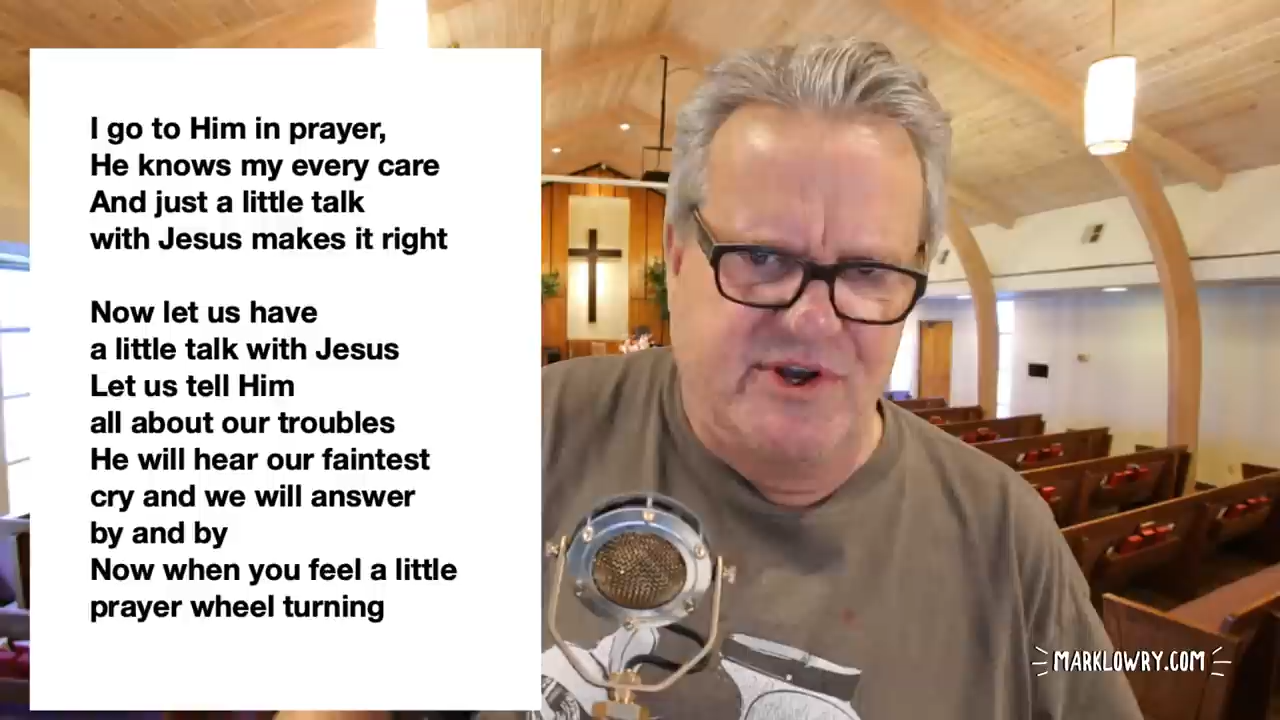 I go to Him in prayer,
He knows my every care
And just a little talk
with Jesus makes it right
Now let us have
a little talk with Jesus
Let us tell Him
all about our troubles
He will hear our faintest
cry and we will answer
by and by
Now when you feel a little
prayer wheel turning
MARKLOWRY.COM